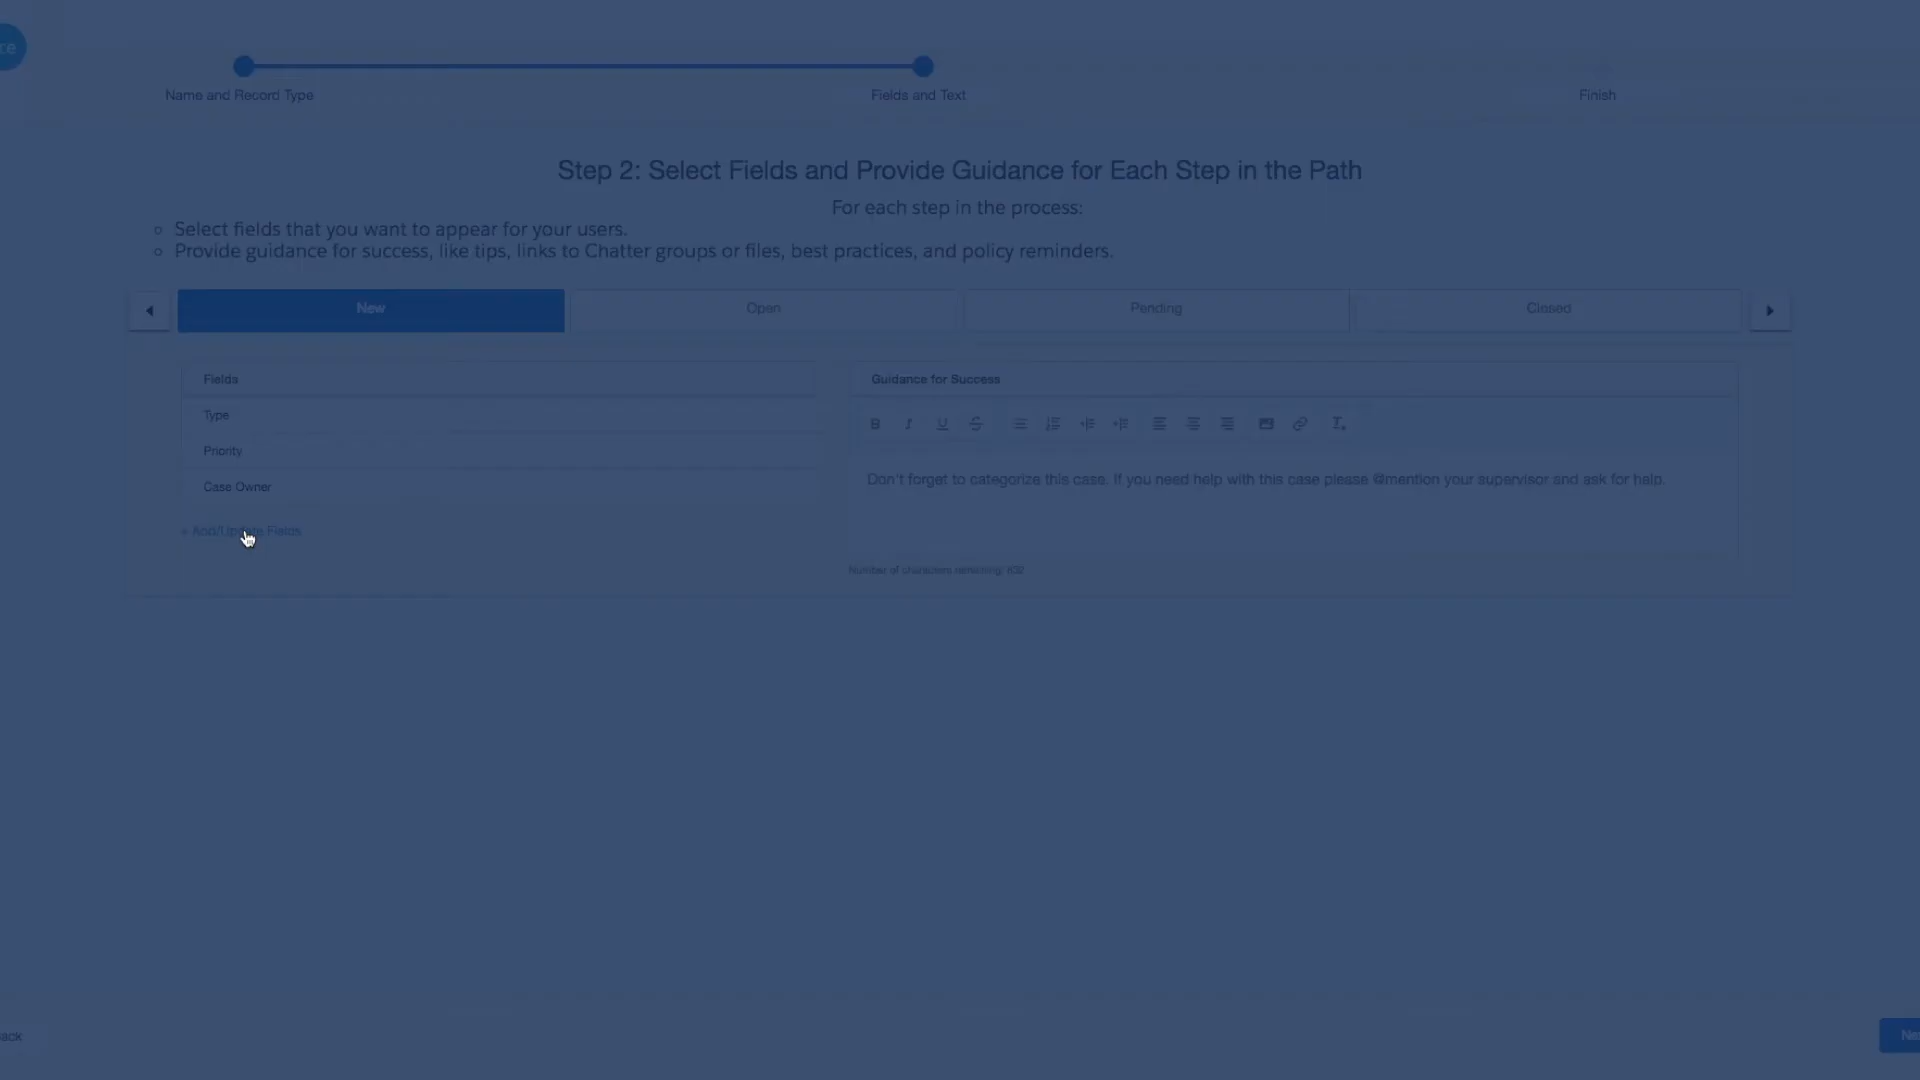 ce
Name and Record Type
Fields and Text
Finish
Step 2: Select Fields and Provide Guidance for Each Step in the Path
For each step in the process:
Select fields that you want to appear for your users.
Provide guidance for success, like tips, links to Chatter groups or files, best practices, and policy reminders.
New
Open
Pending
Closed
Fields
Type
Priority
Case Owner
+ Add/Update Fields
Guidance for Success
Don't forget to categorize this case. If you need help with this case please @mention your supervisor and ask for help.
Number of characters remaining:
ack
Ne